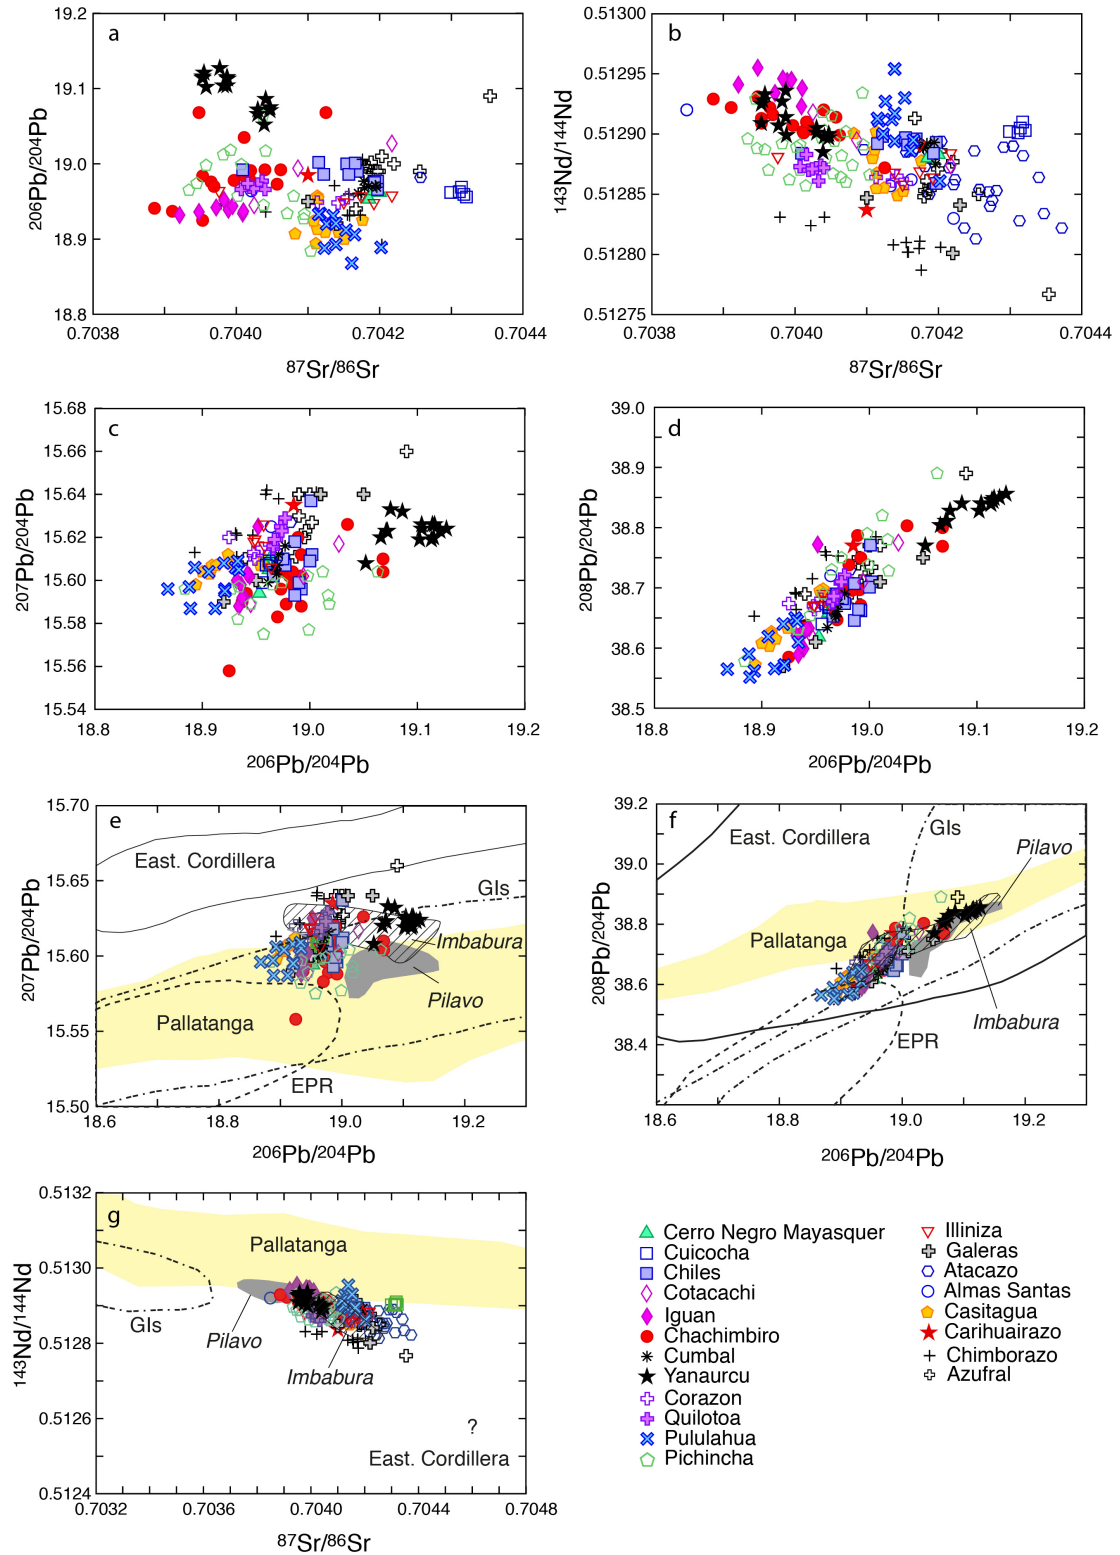 a
19.2
19.1
19.0
18.9
18.8
206Pb/204Pb
0.7038
0.7040
0.7042
0.7044
87Sr/86Sr
b
0.51300
0.51295
0.51290
0.51285
0.51280
0.51275
143Nd/144Nd
0.7038
0.7040
0.7042
0.7044
87Sr/86Sr
c
15.68
15.66
15.64
15.62
15.60
15.58
15.56
15.54
207Pb/204Pb
18.8
18.9
19.0
19.1
19.2
206Pb/204Pb
d
39.0
38.9
38.8
38.7
38.6
38.5
208Pb/204Pb
18.8
18.9
19.0
19.1
19.2
206Pb/204Pb
e
15.70
15.65
15.60
15.55
15.50
207Pb/204Pb
East. Cordillera
GIs
Imbabura
Pilavo
Pallatanga
EPR
18.6
18.8
19.0
19.2
206Pb/204Pb
f
39.2
39.0
38.8
38.6
38.4
208Pb/204Pb
East. Cordillera
GIs
Pilavo
Pallatanga
Imbabura
EPR
18.6
18.8
19.0
19.2
206Pb/204Pb
g
0.5132
0.5130
0.5128
0.5126
0.5124
143Nd/144Nd
Pallatanga
GIs
Pilavo
Imbabura
?
East. Cordillera
0.7032
0.7036
0.7040
0.7044
0.7048
87Sr/86Sr
Cerro Negro Mayasquer
Cuicocha
Chiles
Cotacachi
Iguan
Chachimbiro
Cumbal
Yanaurcu
Corazon
Quilotoa
Pululahua
Pichincha
Illiniza
Galeras
Atacazo
Almas Santas
Casitagua
Carihuairazo
Chimborazo
Azufral